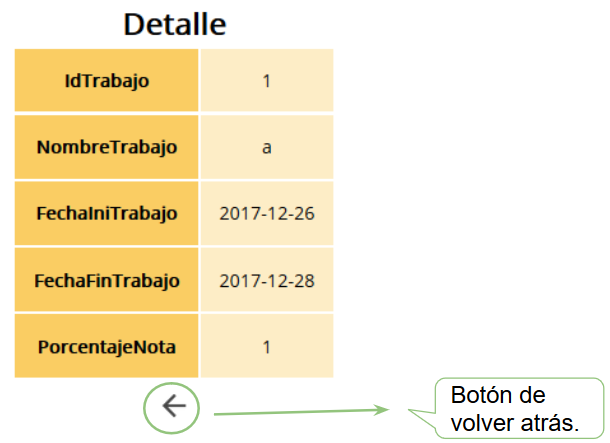 Detalle
IdTrabajo 1
NombreTrabajo a
FechaIniTrabajo 2017-12-26
FechaFinTrabajo 2017-12-28
PorcentajeNota 1
Botón de
volver atrás.